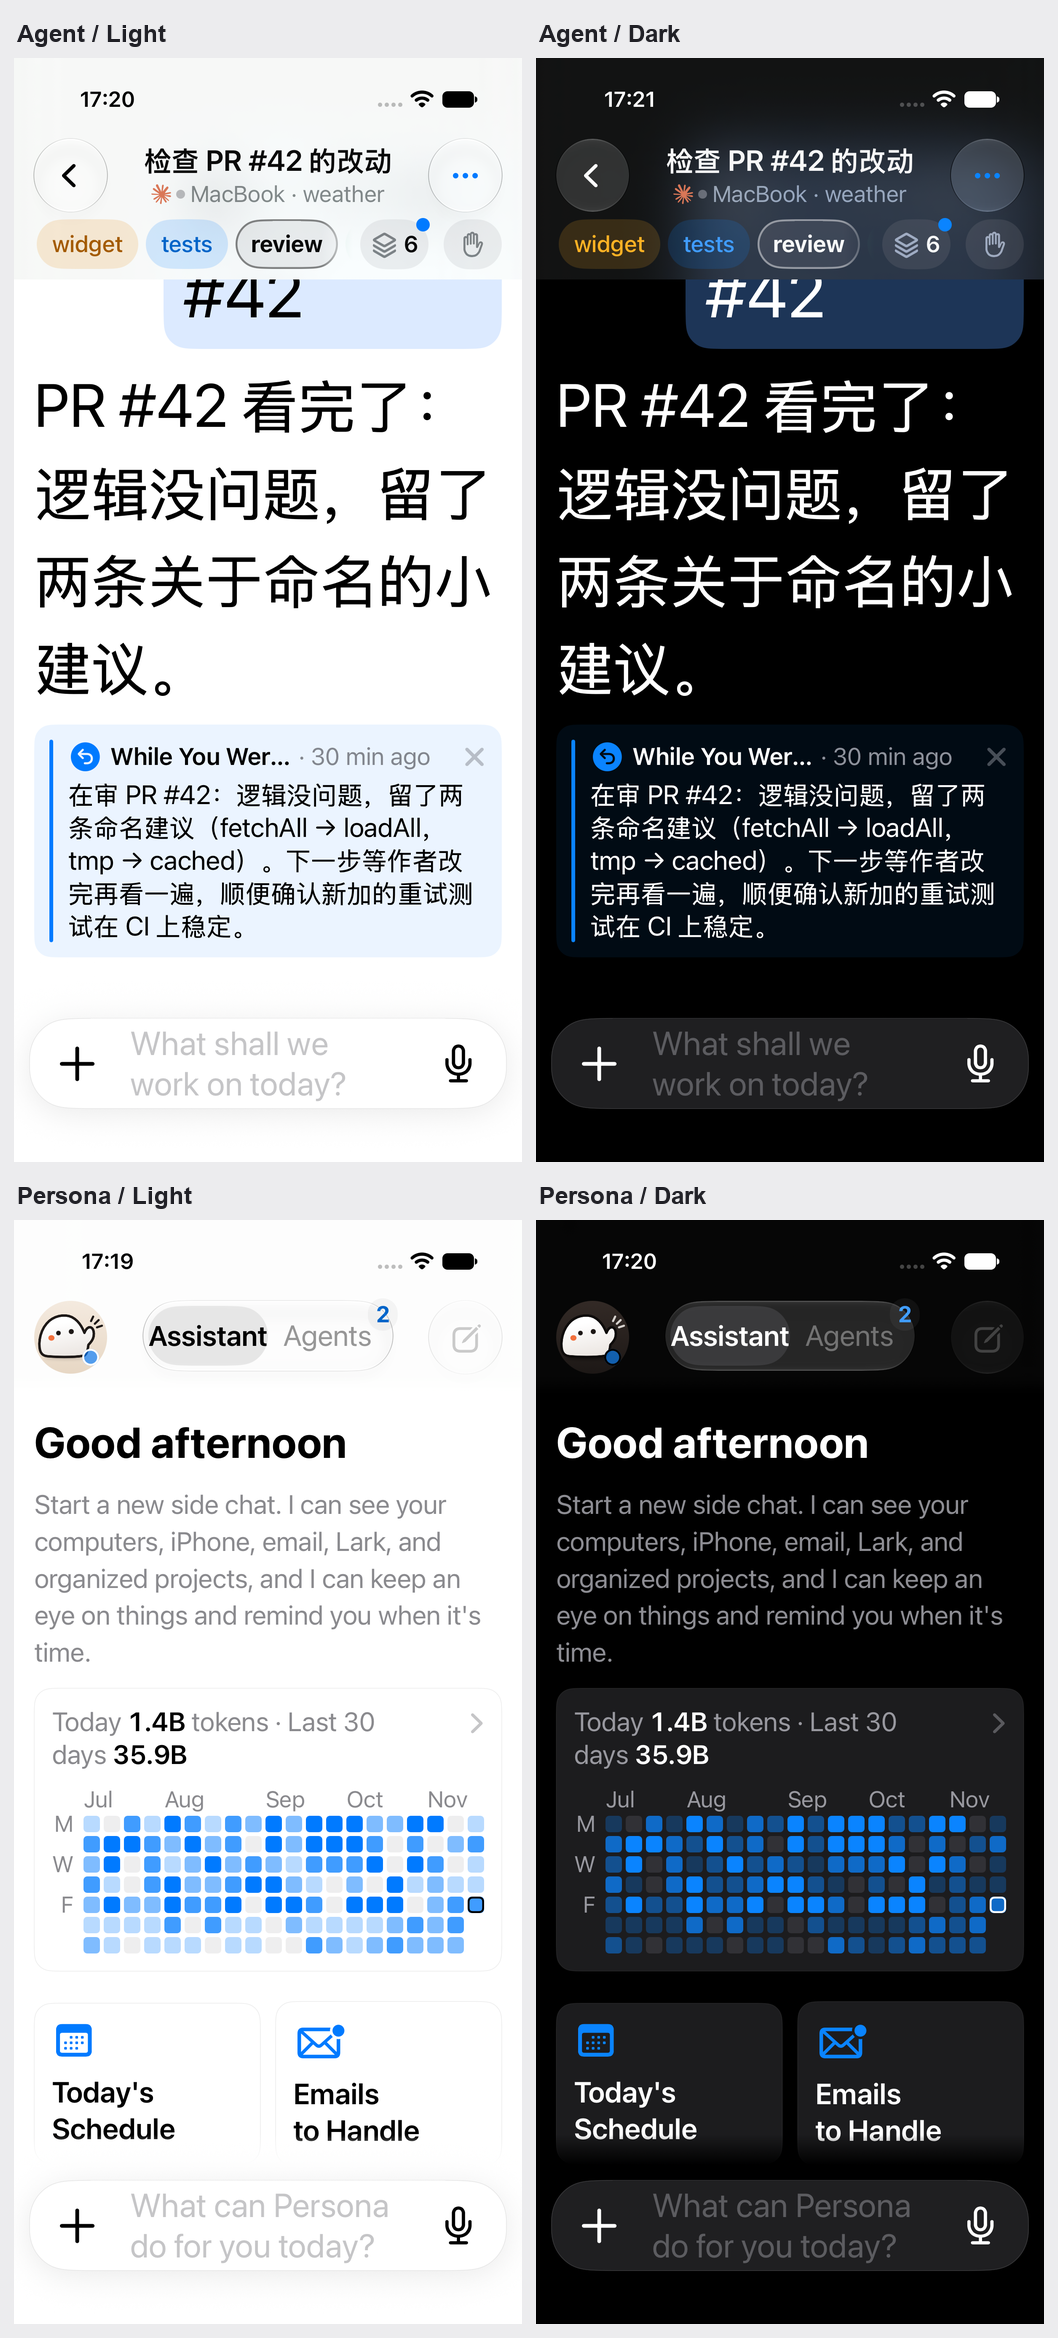 Agent / Light
17:20
检查 PR #42 的改动
MacBook · weather
widget
tests
review
6
#42
PR #42 看完了：
逻辑没问题，留了
两条关于命名的小
建议。
While You Wer... · 30 min ago
在审 PR #42：逻辑没问题，留了两
条命名建议（fetchAll → loadAll，
tmp → cached）。下一步等作者改
完再看一遍，顺便确认新加的重试测
试在 CI 上稳定。
What shall we
work on today?
Agent / Dark
17:21
检查 PR #42 的改动
MacBook · weather
widget
tests
review
6
#42
PR #42 看完了：
逻辑没问题，留了
两条关于命名的小
建议。
While You Wer... · 30 min ago
在审 PR #42：逻辑没问题，留了两
条命名建议（fetchAll → loadAll，
tmp → cached）。下一步等作者改
完再看一遍，顺便确认新加的重试测
试在 CI 上稳定。
What shall we
work on today?
Persona / Light
17:19
Assistant
Agents
2
Good afternoon
Start a new side chat. I can see your
computers, iPhone, email, Lark, and
organized projects, and I can keep an
eye on things and remind you when it's
time.
Today 1.4B tokens · Last 30
days 35.9B
Jul Aug Sep Oct Nov
M
W
F
Today's
Schedule
Emails
to Handle
What can Persona
do for you today?
Persona / Dark
17:20
Assistant
Agents
2
Good afternoon
Start a new side chat. I can see your
computers, iPhone, email, Lark, and
organized projects, and I can keep an
eye on things and remind you when it's
time.
Today 1.4B tokens · Last 30
days 35.9B
Jul Aug Sep Oct Nov
M
W
F
Today's
Schedule
Emails
to Handle
What can Persona
do for you today?